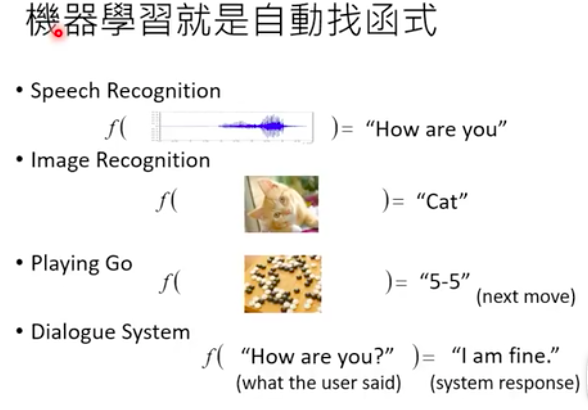 機器學習就是自動找函式
• Speech Recognition
f( )= “How are you”
• Image Recognition
f( )= “Cat”
• Playing Go
f( )= “5-5”
(next move)
• Dialogue System
f( “How are you?” )= “I am fine.”
(what the user said) (system response)